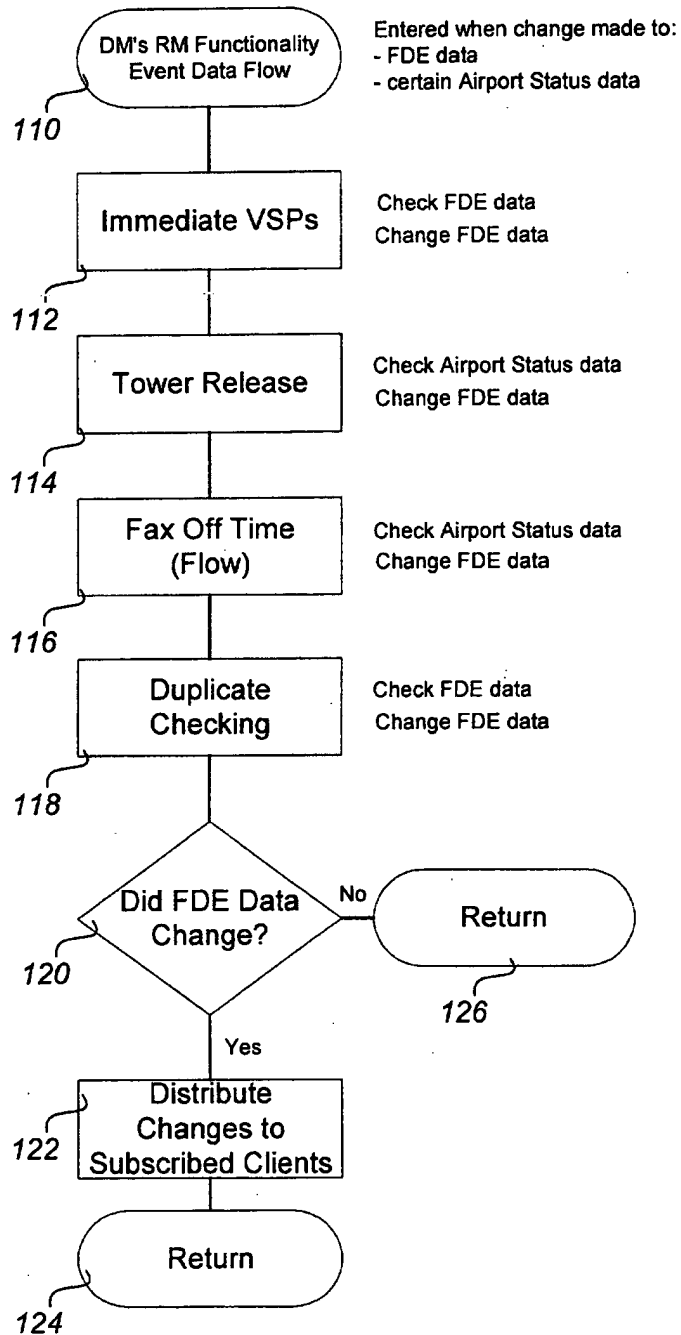 DM's RM Functionality
Event Data Flow
Entered when change made to:
- FDE data
- certain Airport Status data
110
Immediate VSPs
Check FDE data
Change FDE data
112
Tower Release
Check Airport Status data
Change FDE data
114
Fax Off Time
(Flow)
Check Airport Status data
Change FDE data
116
Duplicate
Checking
Check FDE data
Change FDE data
118
Did FDE Data
Change?
No
Return
120
126
Yes
Distribute
Changes to
Subscribed Clients
122
Return
124